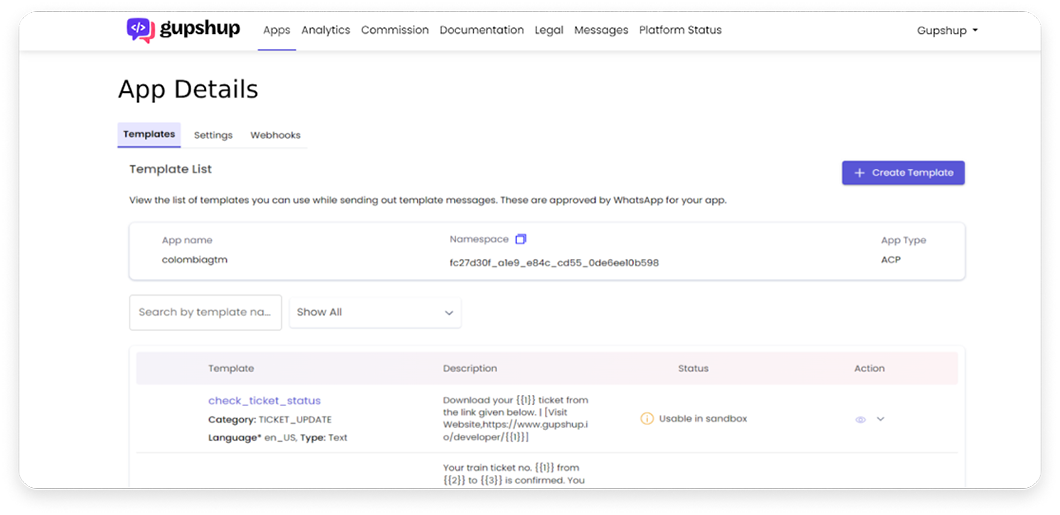 gupshup Apps Analytics Commission Documentation Legal Messages Platform Status Gupshup
App Details
Templates Settings Webhooks
Template List
+ Create Template
View the list of templates you can use while sending out template messages. These are approved by WhatsApp for your app.
App name Namespace App Type
colombiagtm fc27d30f_a1e9_e84c_cd55_0de6ee10b598 ACP
Search by template na... Show All
Template Description Status Action
check_ticket_status
Category: TICKET_UPDATE
Language* en_US, Type: Text
Download your {{1}} ticket from
the link given below. | [Visit
Website,https://www.gupshup.i
o/developer/{{1}}]
Usable in sandbox
Your train ticket no. {{1}} from
{{2}} to {{3}} is confirmed. You